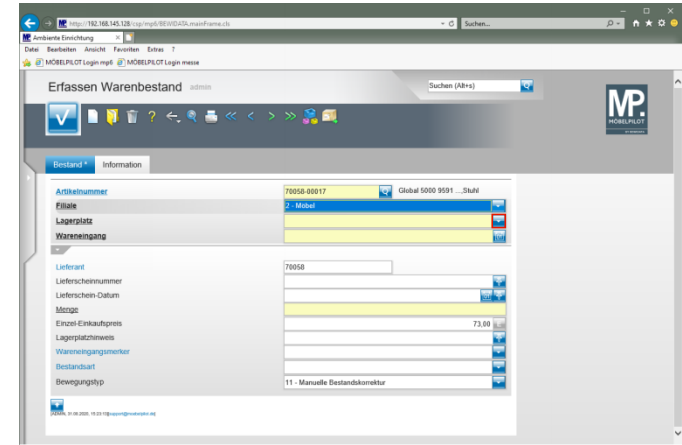 http://192.168.145.128/csp/mp6/BEWIDATA.mainFrame.cls
Suchen...
Ambiente Einrichtung
Datei Bearbeiten Ansicht Favoriten Extras ?
MÖBELPILOT Login mp6 MÖBELPILOT Login messe
Erfassen Warenbestand admin
Suchen (Alt+s)
MP.
MÖBELPILOT
Bestand * Information
Artikelnummer 70058-00017 Global 5000 9591 ...,Stuhl
Filiale 2 - Möbel
Lagerplatz
Wareneingang
Lieferant 70058
Lieferscheinnummer
Lieferschein-Datum
Menge
Einzel-Einkaufspreis 73,00
Lagerplatzhinweis
Wareneingangsmerker
Bestandsart
Bewegungstyp 11 - Manuelle Bestandskorrektur